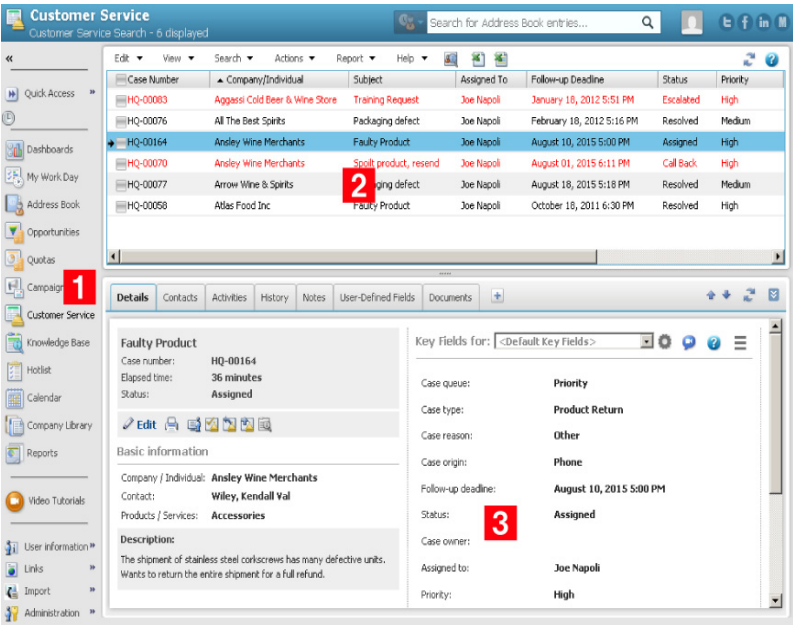 Customer Service
Customer Service Search - 6 displayed
Search for Address Book entries...
«
Quick Access »
Dashboards
My Work Day
Address Book
Opportunities
Quotas
Campaign
1
Customer Service
Knowledge Base
Hotlist
Calendar
Company Library
Reports
Video Tutorials
User information »
Links »
Import »
Administration »
Edit ▼ View ▼ Search ▼ Actions ▼ Report ▼ Help ▼
Case Number ▲ Company/Individual Subject Assigned To Follow-up Deadline Status Priority
HQ-00083 Aggassi Cold Beer & Wine Store Training Request Joe Napoli January 18, 2012 5:51 PM Escalated High
HQ-00076 All The Best Spirits Packaging defect Joe Napoli February 18, 2012 5:16 PM Resolved Medium
HQ-00164 Ansley Wine Merchants Faulty Product Joe Napoli August 10, 2015 5:00 PM Assigned High
HQ-00070 Ansley Wine Merchants Spoilt product, resend Joe Napoli August 01, 2015 6:11 PM Call Back High
2
HQ-00077 Arrow Wine & Spirits defect Joe Napoli August 18, 2015 5:18 PM Resolved Medium
HQ-00058 Atlas Food Inc Faulty Product Joe Napoli October 18, 2011 6:30 PM Resolved High
Details Contacts Activities History Notes User-Defined Fields Documents +
Faulty Product
Case number: HQ-00164
Elapsed time: 36 minutes
Status: Assigned
Edit
Basic information
Company / Individual: Ansley Wine Merchants
Contact: Wiley, Kendall Val
Products / Services: Accessories
Description:
The shipment of stainless steel corkscrews has many defective units.
Wants to return the entire shipment for a full refund.
Key Fields for: <Default Key Fields>
Case queue: Priority
Case type: Product Return
Case reason: Other
Case origin: Phone
Follow-up deadline: August 10, 2015 5:00 PM
Status: Assigned
3
Case owner:
Assigned to: Joe Napoli
Priority: High